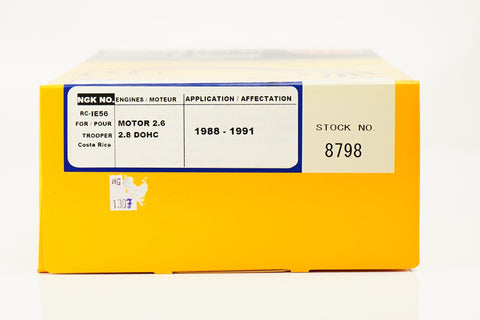 NGK NO. ENGINES / MOTEUR APPLICATION / AFFECTATION
RC-IE56
FOR / POUR MOTOR 2.6
TROOPER 2.8 DOHC 1988 - 1991
Costa Rica
STOCK NO.
8798
1307